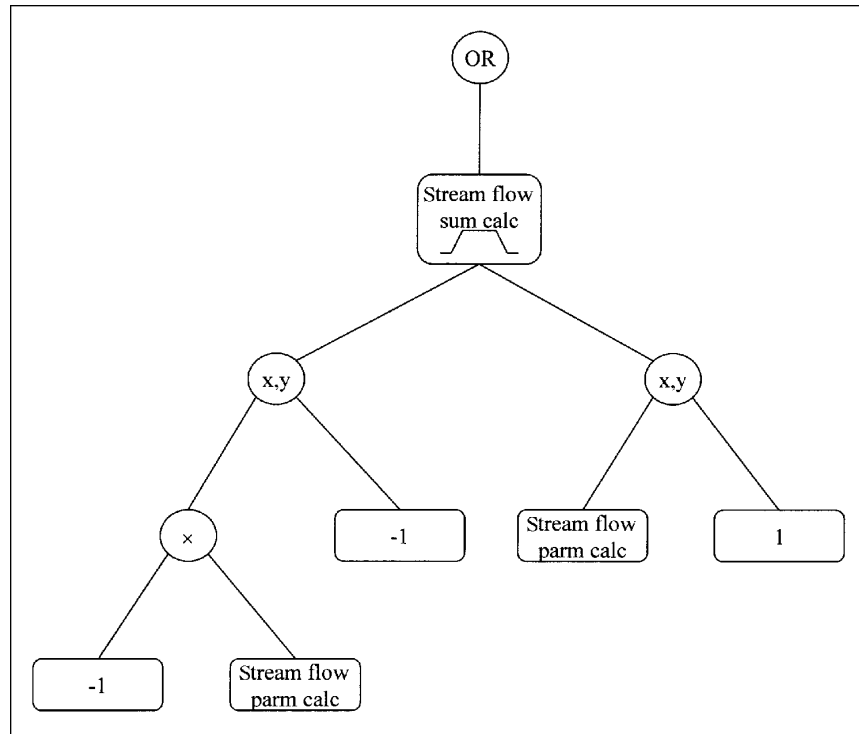 OR
Stream flow
sum calc
x,y
x,y
×
-1
Stream flow
parm calc
1
-1
Stream flow
parm calc